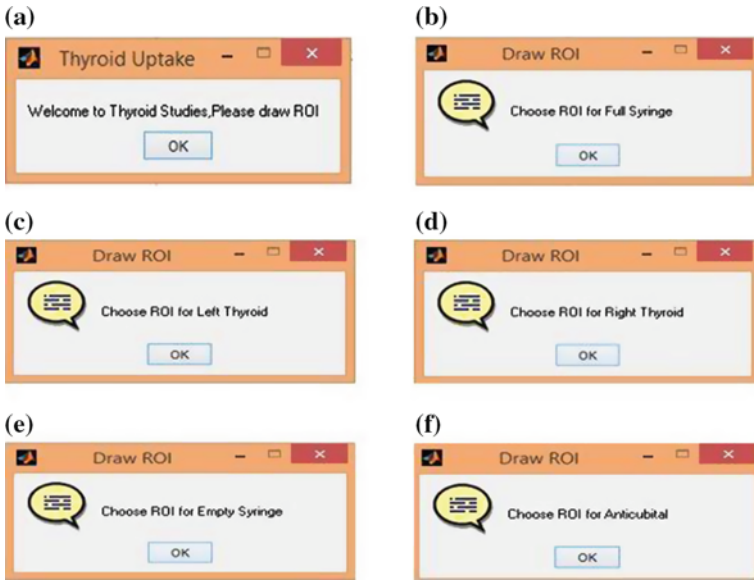 (a)
Thyroid Uptake
Welcome to Thyroid Studies,Please draw ROI
OK
(b)
Draw ROI
Choose ROI for Full Syringe
OK
(c)
Draw ROI
Choose ROI for Left Thyroid
OK
(d)
Draw ROI
Choose ROI for Right Thyroid
OK
(e)
Draw ROI
Choose ROI for Empty Syringe
OK
(f)
Draw ROI
Choose ROI for Anticubital
OK